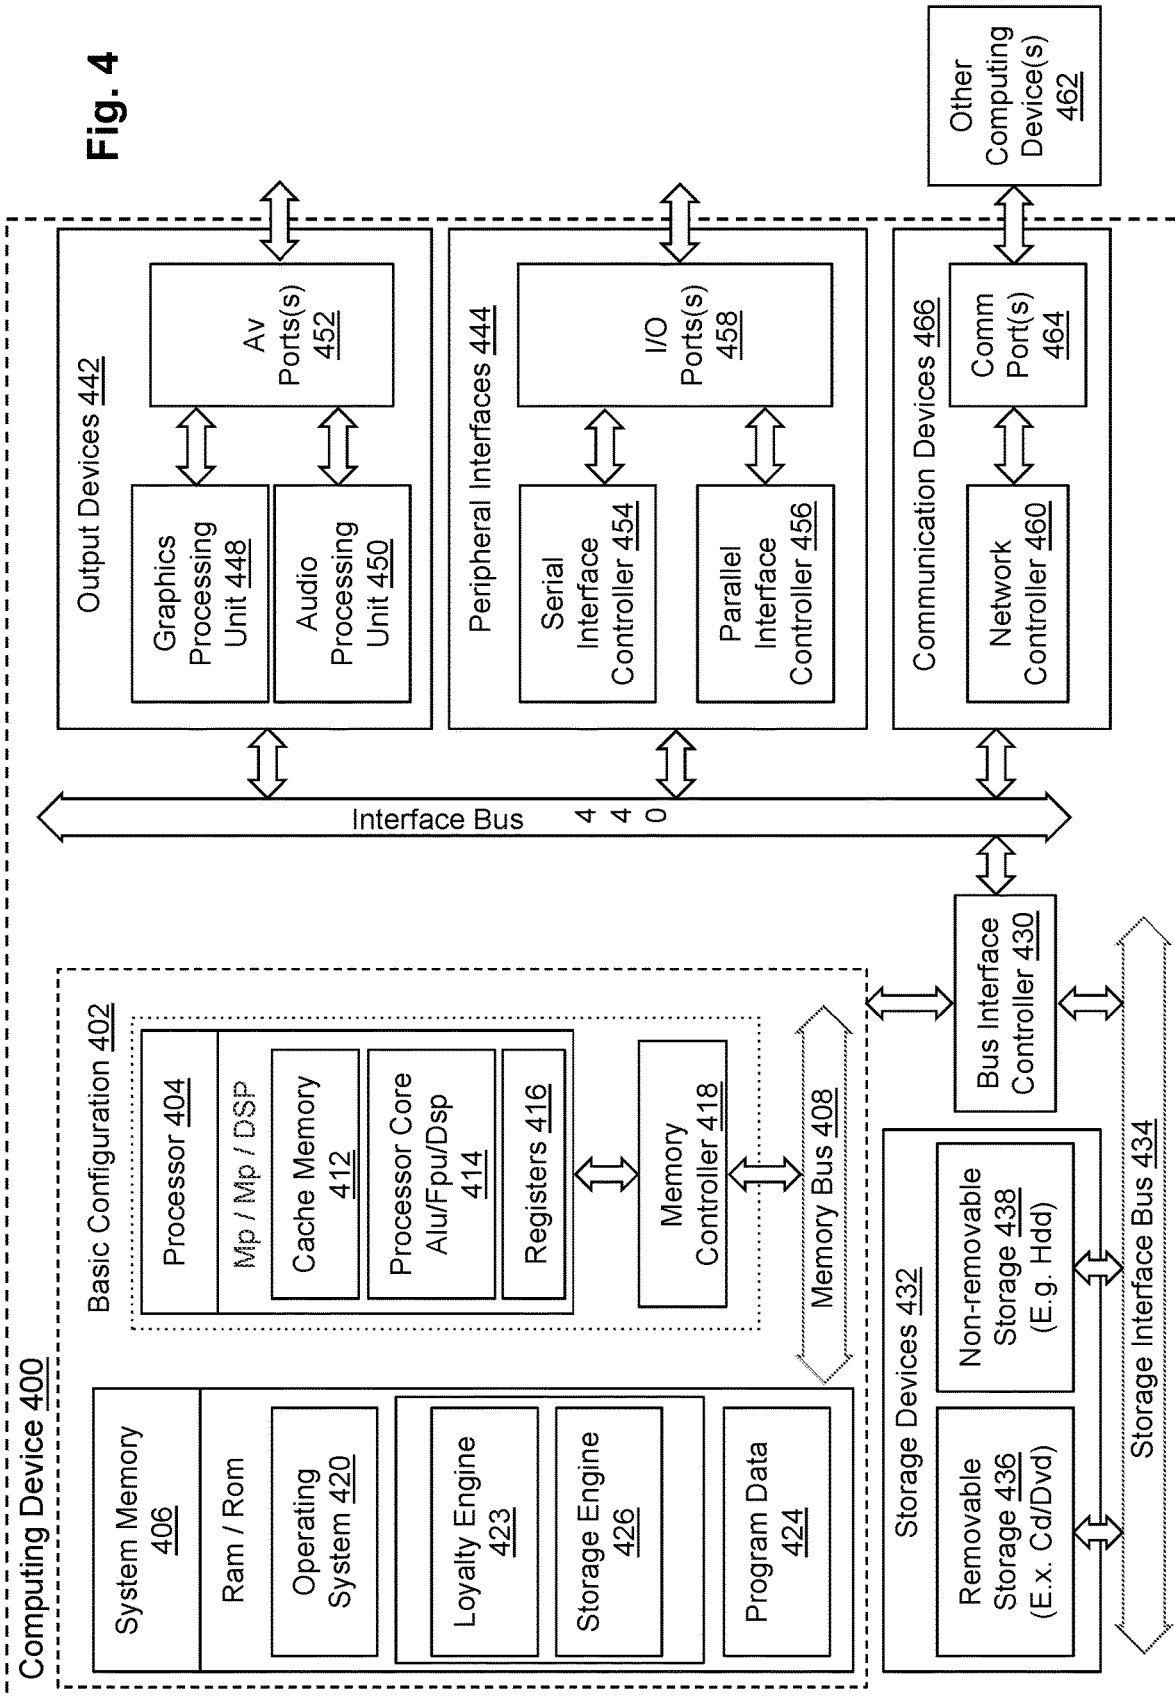 Fig. 4
Computing Device 400
Basic Configuration 402
System Memory
406
Ram / Rom
Operating
System 420
Loyalty Engine
423
Storage Engine
426
Program Data
424
Processor 404
Mp / Mp / DSP
Cache Memory
412
Processor Core
Alu/Fpu/Dsp
414
Registers 416
Memory
Controller 418
Memory Bus 408
Storage Devices 432
Removable
Storage 436
(E.x. Cd/Dvd)
Non-removable
Storage 438
(E.g. Hdd)
Storage Interface Bus 434
Bus Interface
Controller 430
Interface Bus 440
Output Devices 442
Graphics
Processing
Unit 448
Audio
Processing
Unit 450
Av
Ports(s)
452
Peripheral Interfaces 444
Serial
Interface
Controller 454
Parallel
Interface
Controller 456
I/O
Ports(s)
458
Communication Devices 466
Network
Controller 460
Comm
Port(s)
464
Other
Computing
Device(s)
462